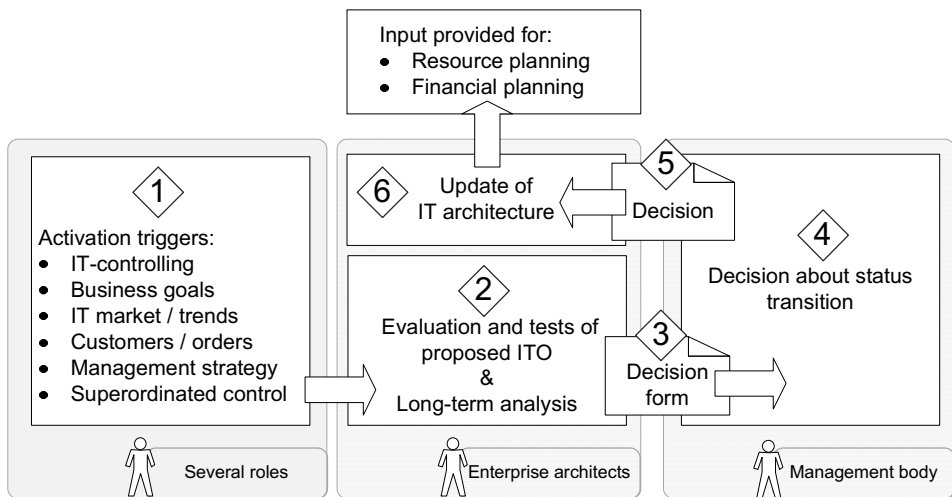 Input provided for:
• Resource planning
• Financial planning
1
Activation triggers:
• IT-controlling
• Business goals
• IT market / trends
• Customers / orders
• Management strategy
• Superordinated control
Several roles
2
Evaluation and tests of
proposed ITO
&
Long-term analysis
Enterprise architects
3
Decision
form
4
Decision about status
transition
Management body
5
Decision
6
Update of
IT architecture